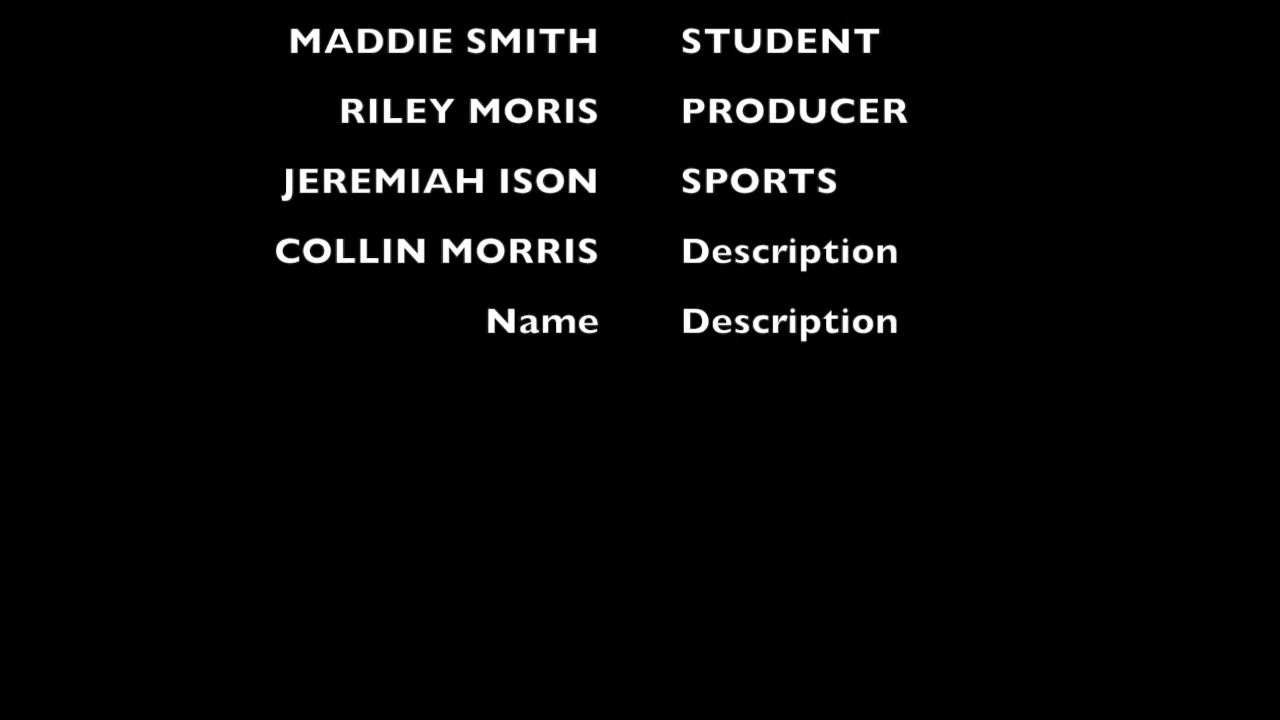 MADDIE SMITH STUDENT
RILEY MORIS PRODUCER
JEREMIAH ISON SPORTS
COLLIN MORRIS Description
Name Description